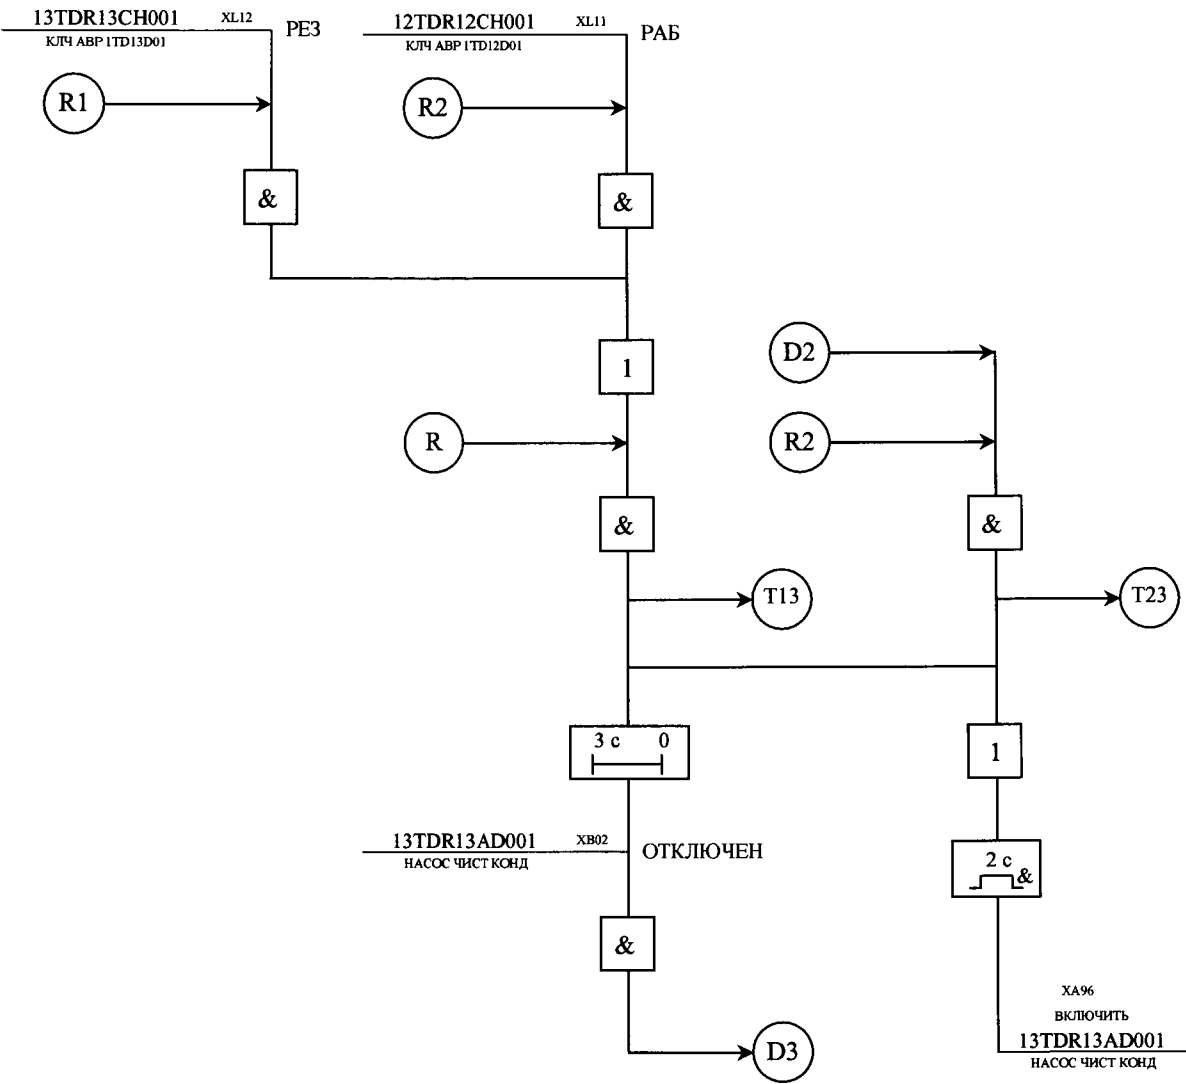 13TDR13CH001 XL12 РЕЗ
КЛЧ АВР 1TD13D01
12TDR12CH001 XL11 РАБ
КЛЧ АВР 1TD12D01
R1
R2
&
&
1
D2
R
R2
&
&
T13
T23
3 с 0
1
13TDR13AD001 XB02 ОТКЛЮЧЕН
НАСОС ЧИСТ КОНД
2 с
&
&
XA96
ВКЛЮЧИТЬ
13TDR13AD001
НАСОС ЧИСТ КОНД
D3